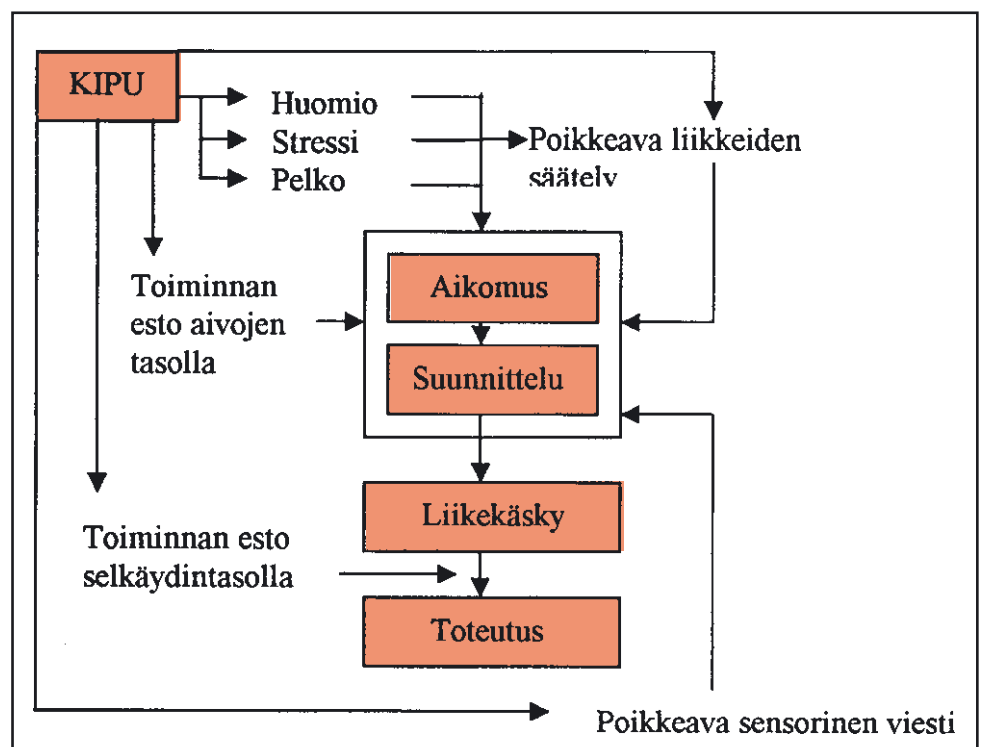 KIPU
Huomio
Stressi
Pelko
Poikkeava liikkeiden
säätely
Toiminnan
esto aivojen
tasolla
Aikomus
Suunnittelu
Liikekäsky
Toiminnan esto
selkäydintasolla
Toteutus
Poikkeava sensorinen viesti